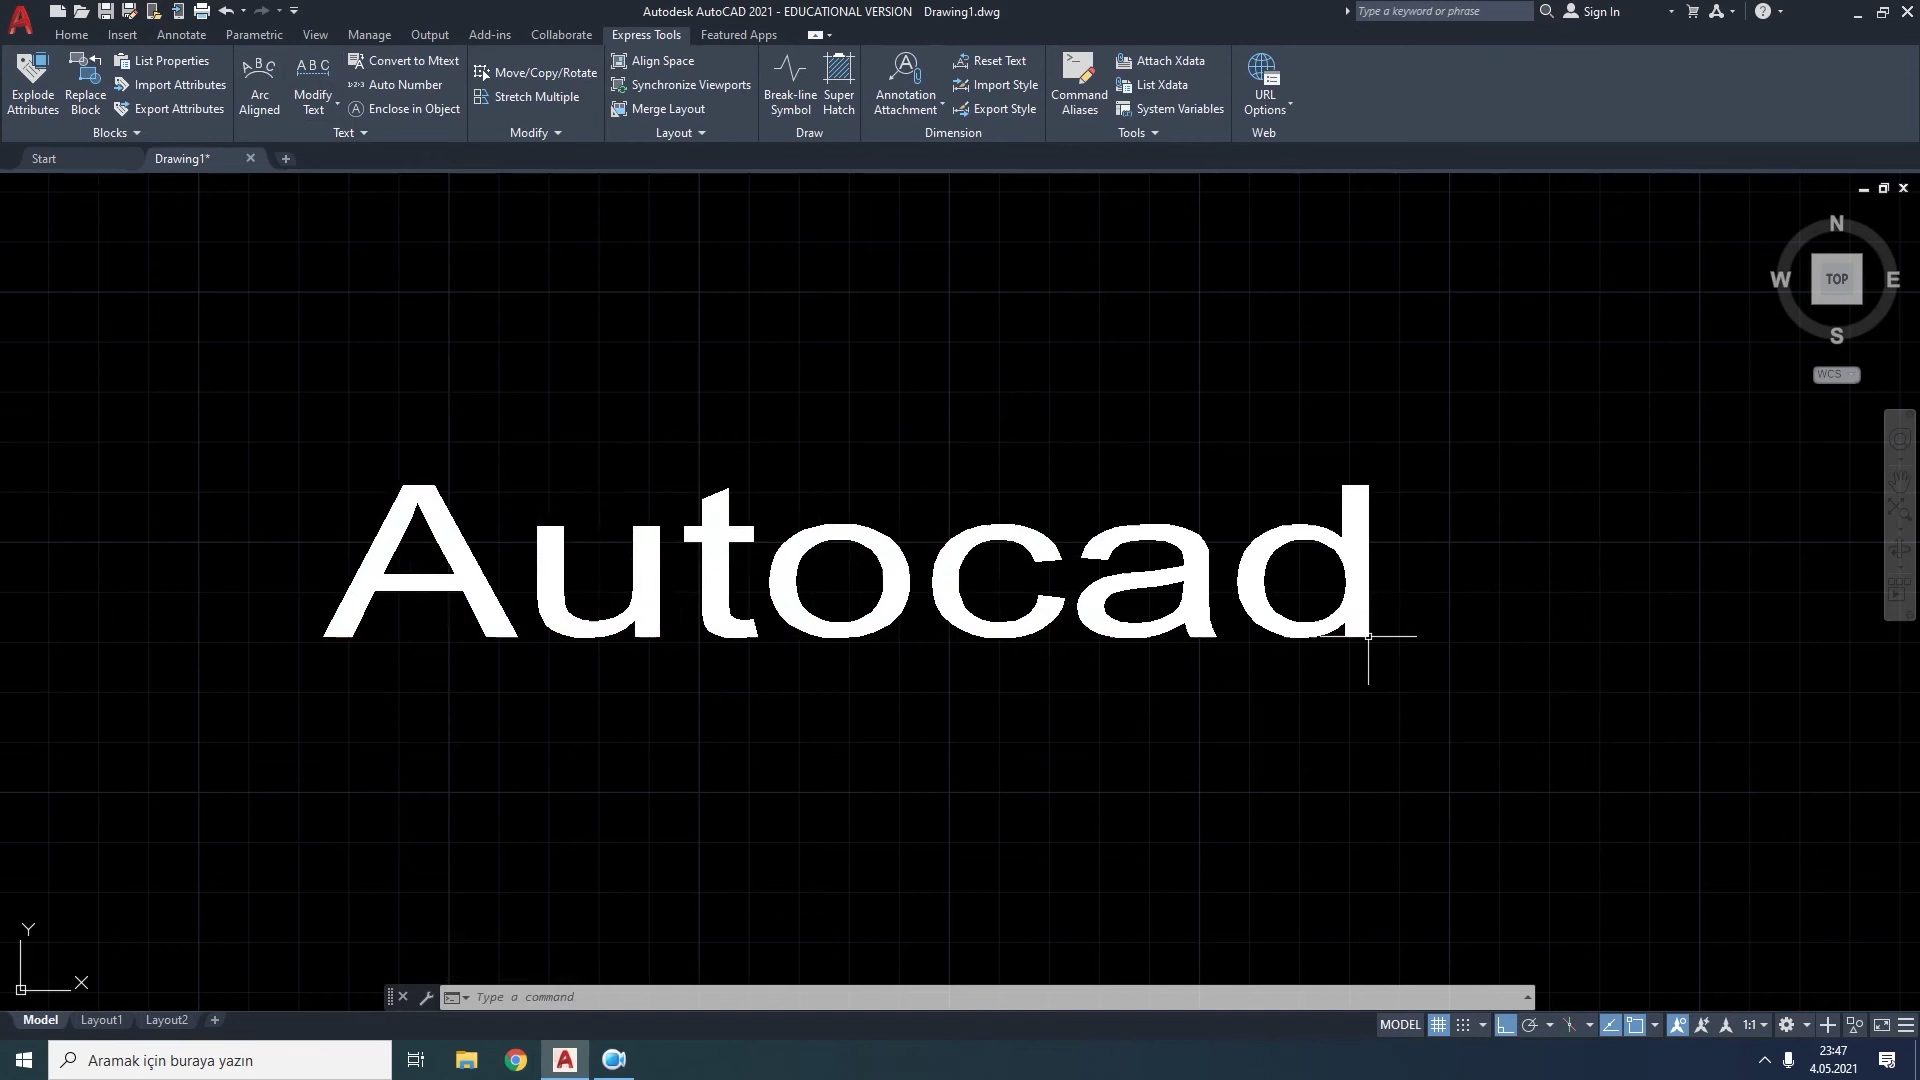 Autodesk AutoCAD 2021 - EDUCATIONAL VERSION Drawing1.dwg
Type a keyword or phrase
Sign In
Home Insert Annotate Parametric View Manage Output Add-ins Collaborate Express Tools Featured Apps
Explode Attributes
Replace Block
List Properties
Import Attributes
Export Attributes
Blocks
Arc Aligned
Modify Text
Convert to Mtext
Auto Number
Enclose in Object
Text
Move/Copy/Rotate
Stretch Multiple
Modify
Align Space
Synchronize Viewports
Merge Layout
Layout
Break-line Symbol
Super Hatch
Draw
Annotation Attachment
Reset Text
Import Style
Export Style
Dimension
Command Aliases
Attach Xdata
List Xdata
System Variables
Tools
URL Options
Web
Start
Drawing1*
N
W TOP E
S
WCS
Autocad
Y
X
Type a command
Model Layout1 Layout2
MODEL
1:1
Aramak için buraya yazın
23:47
4.05.2021